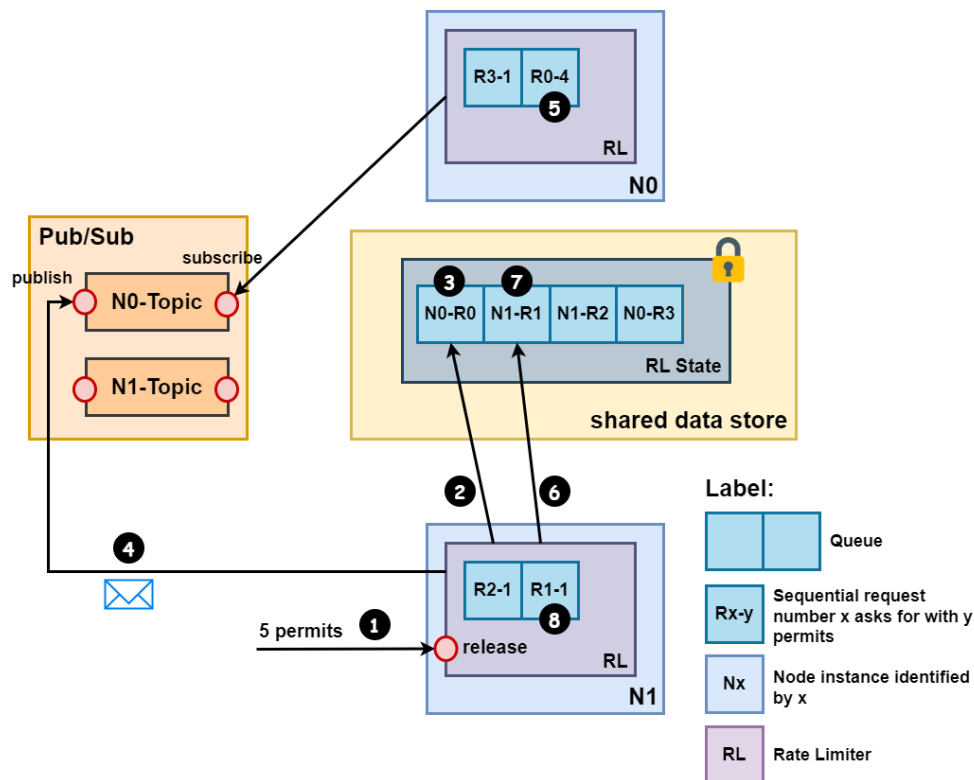 R3-1
R0-4
5
RL
N0
Pub/Sub
subscribe
publish
N0-Topic
N1-Topic
3
7
N0-R0
N1-R1
N1-R2
N0-R3
RL State
shared data store
2
6
4
R2-1
R1-1
8
5 permits
1
release
RL
N1
Label:
Queue
Rx-y
Sequential request
number x asks for with y
permits
Nx
Node instance identified
by x
RL
Rate Limiter